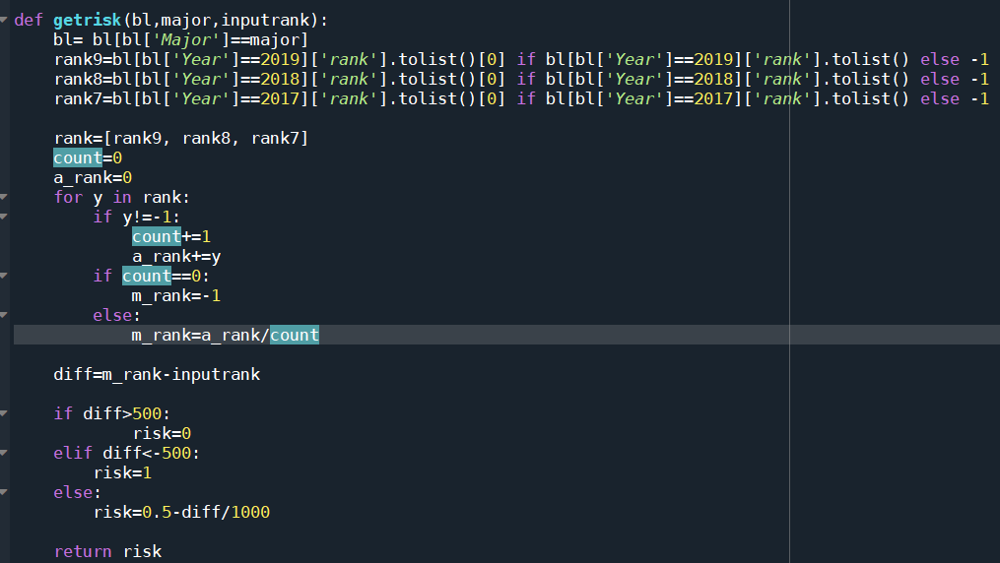 def getrisk(bl,major,inputrank):
    bl= bl[bl['Major']==major]
    rank9=bl[bl['Year']==2019]['rank'].tolist()[0] if bl[bl['Year']==2019]['rank'].tolist() else -1
    rank8=bl[bl['Year']==2018]['rank'].tolist()[0] if bl[bl['Year']==2018]['rank'].tolist() else -1
    rank7=bl[bl['Year']==2017]['rank'].tolist()[0] if bl[bl['Year']==2017]['rank'].tolist() else -1

    rank=[rank9, rank8, rank7]
    count=0
    a_rank=0
    for y in rank:
        if y!=-1:
            count+=1
            a_rank+=y
        if count==0:
            m_rank=-1
        else:
            m_rank=a_rank/count

    diff=m_rank-inputrank

    if diff>500:
            risk=0
    elif diff<-500:
        risk=1
    else:
        risk=0.5-diff/1000

    return risk